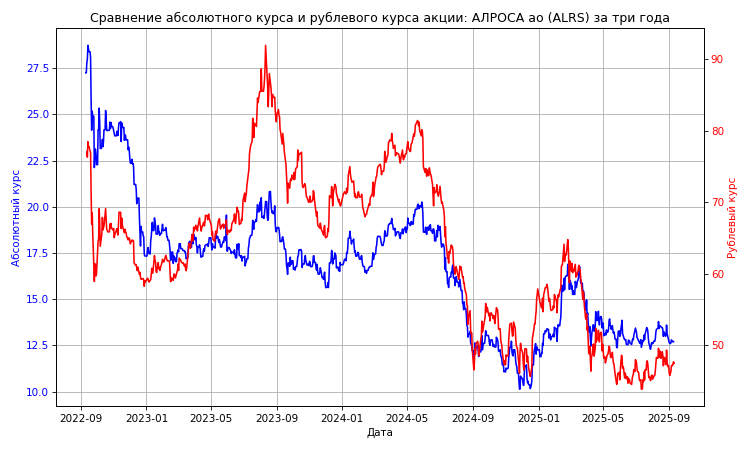 Сравнение абсолютного курса и рублевого курса акции: АЛРОСА ао (ALRS) за три года
27.5
25.0
22.5
20.0
17.5
15.0
12.5
10.0
Абсолютный курс
90
80
70
60
50
Рублевый курс
2022-09 2023-01 2023-05 2023-09 2024-01 2024-05 2024-09 2025-01 2025-05 2025-09
Дата